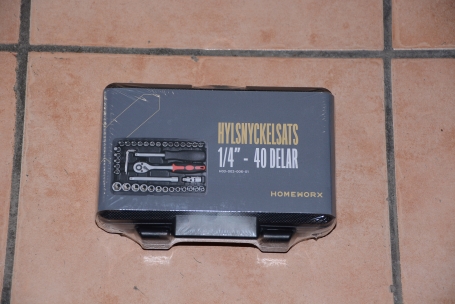 HYLSNYCKELSATS
1/4" - 40 DELAR
HOMEWORX